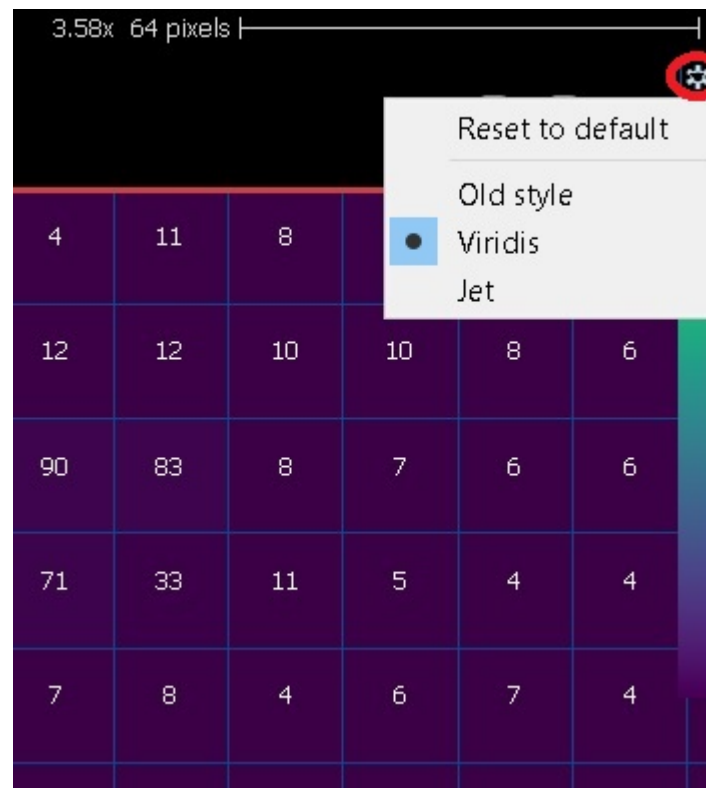 3.58x 64 pixels
Reset to default
Old style
Viridis
Jet
4 11 8
12 12 10 10 8 6
90 83 8 7 6 6
71 33 11 5 4 4
7 8 4 6 7 4